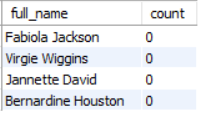 full_name count
Fabiola Jackson 0
Virgie Wiggins 0
Jannette David 0
Bernardine Houston 0